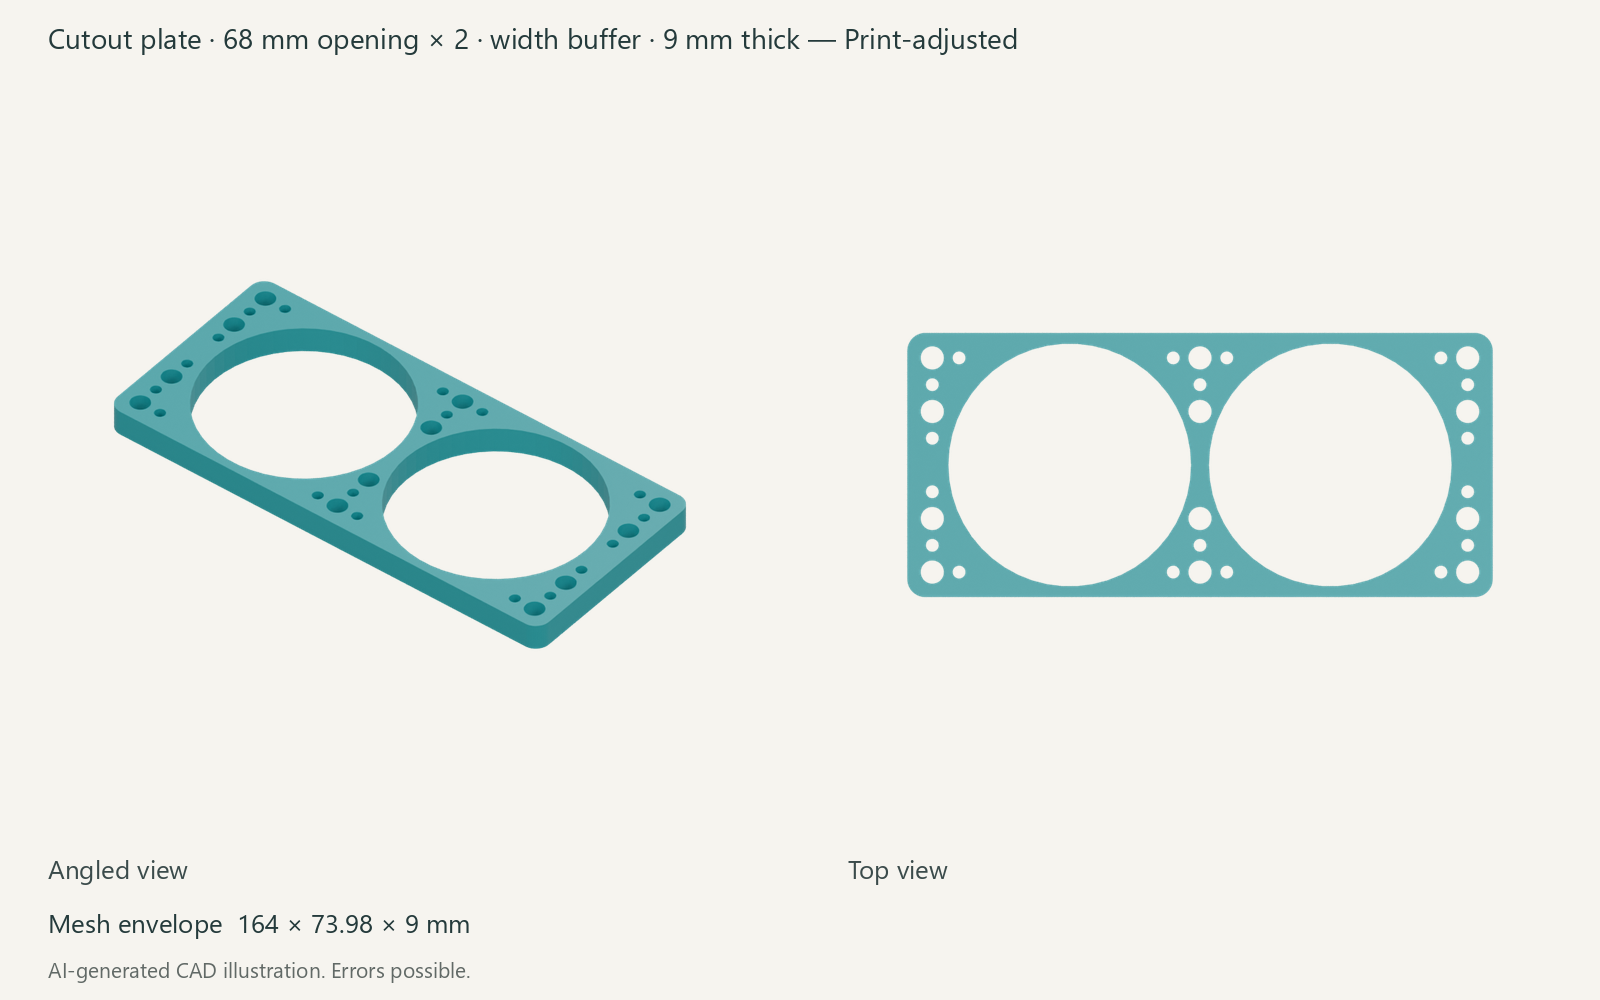 Cutout plate · 68 mm opening × 2 · width buffer · 9 mm thick — Print-adjusted
Angled view
Top view
Mesh envelope 164 × 73.98 × 9 mm
AI-generated CAD illustration. Errors possible.